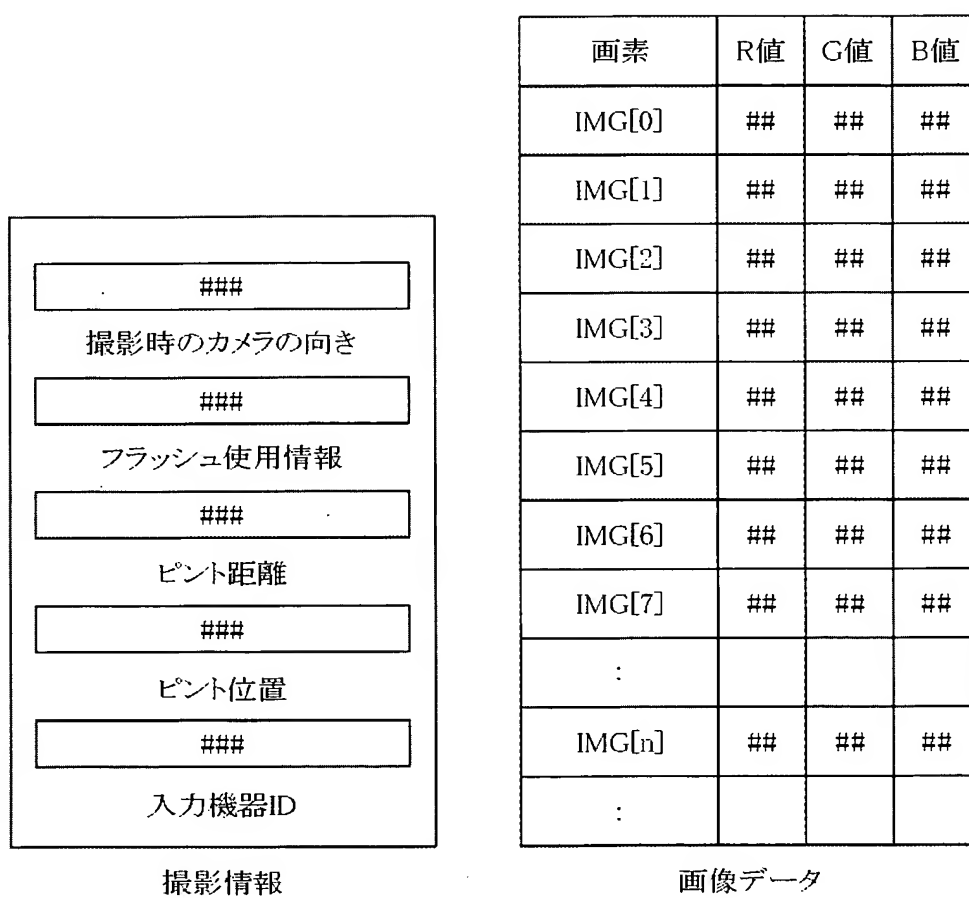 ###
撮影時のカメラの向き
###
フラッシュ使用情報
###
ピント距離
###
ピント位置
###
入力機器ID
撮影情報
画素 R値 G値 B値
IMG[0] ## ## ##
IMG[1] ## ## ##
IMG[2] ## ## ##
IMG[3] ## ## ##
IMG[4] ## ## ##
IMG[5] ## ## ##
IMG[6] ## ## ##
IMG[7] ## ## ##
:
IMG[n] ## ## ##
:
画像データ